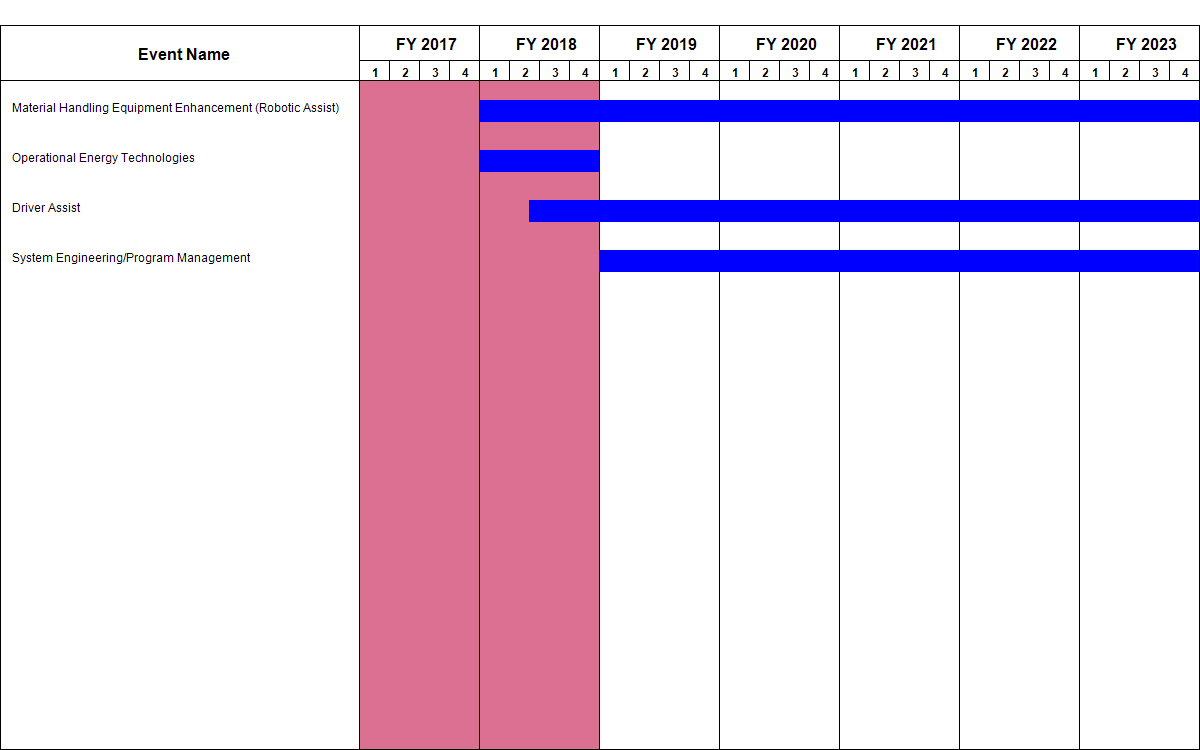 Event Name
FY 2017 FY 2018 FY 2019 FY 2020 FY 2021 FY 2022 FY 2023
1 2 3 4 1 2 3 4 1 2 3 4 1 2 3 4 1 2 3 4 1 2 3 4 1 2 3 4
Material Handling Equipment Enhancement (Robotic Assist)
Operational Energy Technologies
Driver Assist
System Engineering/Program Management